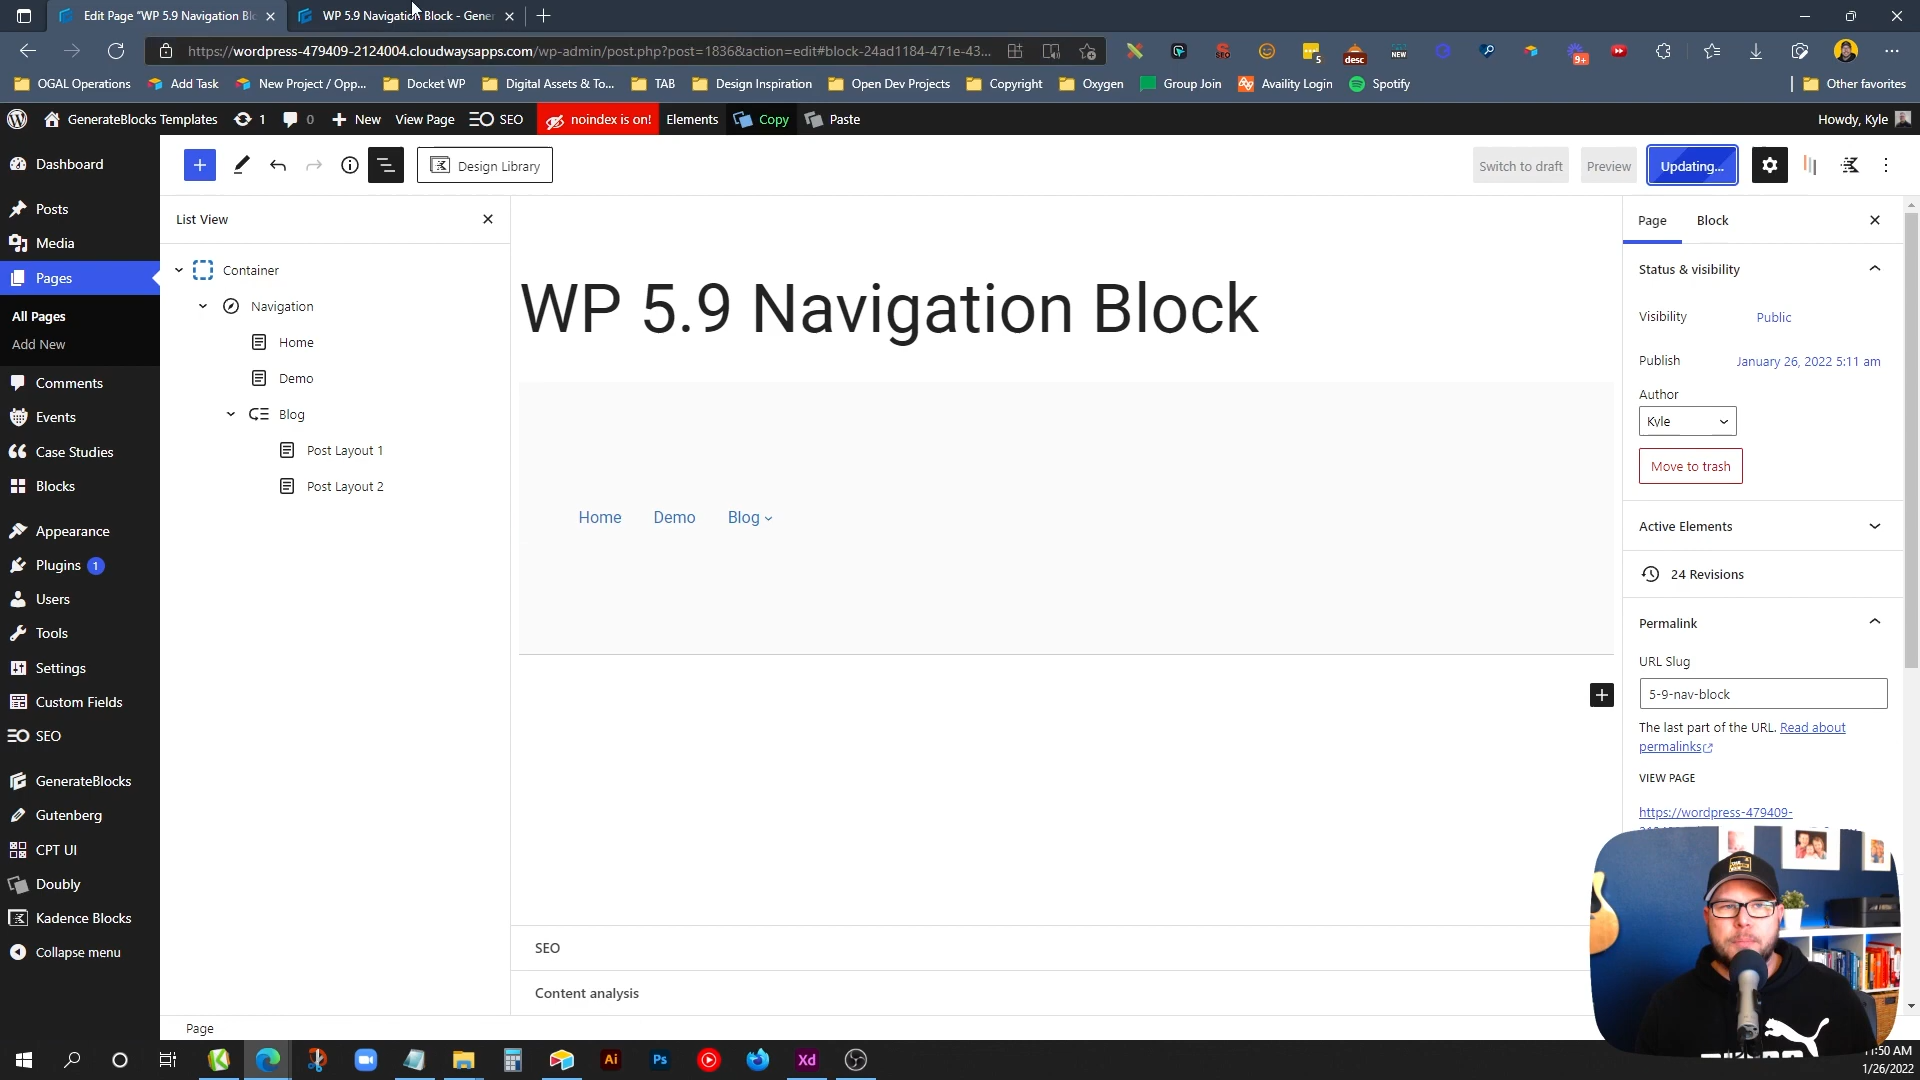 Edit Page "WP 5.9 Navigation Bl
WP 5.9 Navigation Block - Gener
https://wordpress-479409-2124004.cloudwaysapps.com/wp-admin/post.php?post=1836&action=edit#block-24ad1184-471e-43...
5
desc
NEW
9+
OGAL Operations
Add Task
New Project / Opp...
Docket WP
Digital Assets & To...
TAB
Design Inspiration
Open Dev Projects
Copyright
Oxygen
Group Join
Availity Login
Spotify
Other favorites
GenerateBlocks Templates
1
0
New
View Page
SEO
noindex is on!
Elements
Copy
Paste
Howdy, Kyle
Dashboard
Posts
Media
Pages
All Pages
Add New
Comments
Events
Case Studies
Blocks
Appearance
Plugins 1
Users
Tools
Settings
Custom Fields
SEO
GenerateBlocks
Gutenberg
CPT UI
Doubly
Kadence Blocks
Collapse menu
Design Library
Switch to draft
Preview
Updating...
List View
Container
Navigation
Home
Demo
Blog
Post Layout 1
Post Layout 2
WP 5.9 Navigation Block
Home
Demo
Blog
SEO
Content analysis
Page
Page
Block
Status & visibility
Visibility
Public
Publish
January 26, 2022 5:11 am
Author
Kyle
Move to trash
Active Elements
24 Revisions
Permalink
URL Slug
5-9-nav-block
The last part of the URL. Read about
permalinks
VIEW PAGE
https://wordpress-479409-
Ai
Ps
Xd
:50 AM
1/26/2022